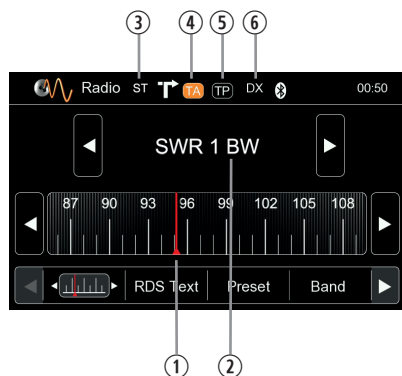 ③ ④ ⑤ ⑥
Radio ST TA TP DX 00:50
SWR 1 BW
87 90 93 96 99 102 105 108
RDS Text Preset Band
① ②